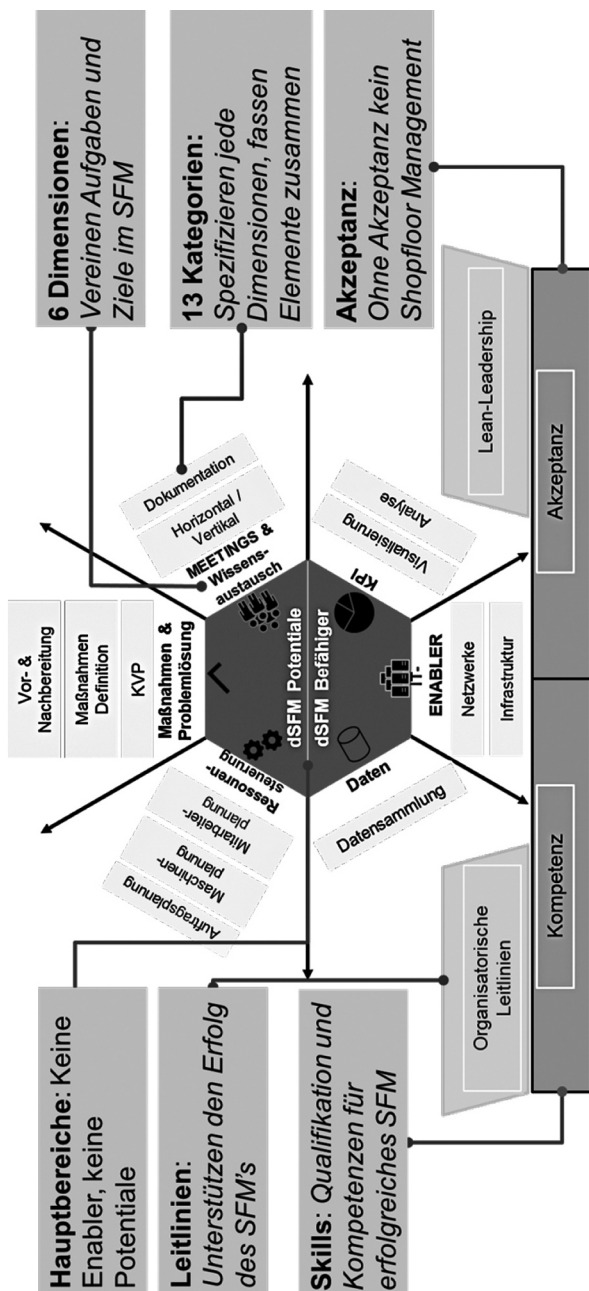 Hauptbereiche: Keine
Enabler, keine
Potentiale
Leitlinien:
Unterstützen den Erfolg
des SFM's
Skills: Qualifikation und
Kompetenzen für
erfolgreiches SFM
Vor- &
Nachbereitung
Maßnahmen
Definition
KVP
Maßnahmen &
Problemlösung
Auftragsplanung
Maschinen-
planung
Mitarbeiter-
planung
Ressouren-
steuerung
Dokumentation
Horizontal /
Vertikal
MEETINGS &
Wissens-
austausch
dSFM Potentiale
dSFM Befähiger
Daten
Datensammlung
IT-
ENABLER
Netzwerke
Infrastruktur
KPI
Visualisierung
Analyse
6 Dimensionen:
Vereinen Aufgaben und
Ziele im SFM
13 Kategorien:
Spezifizieren jede
Dimensionen, fassen
Elemente zusammen
Akzeptanz:
Ohne Akzeptanz kein
Shopfloor Management
Organisatorische
Leitlinien
Lean-Leadership
Kompetenz
Akzeptanz